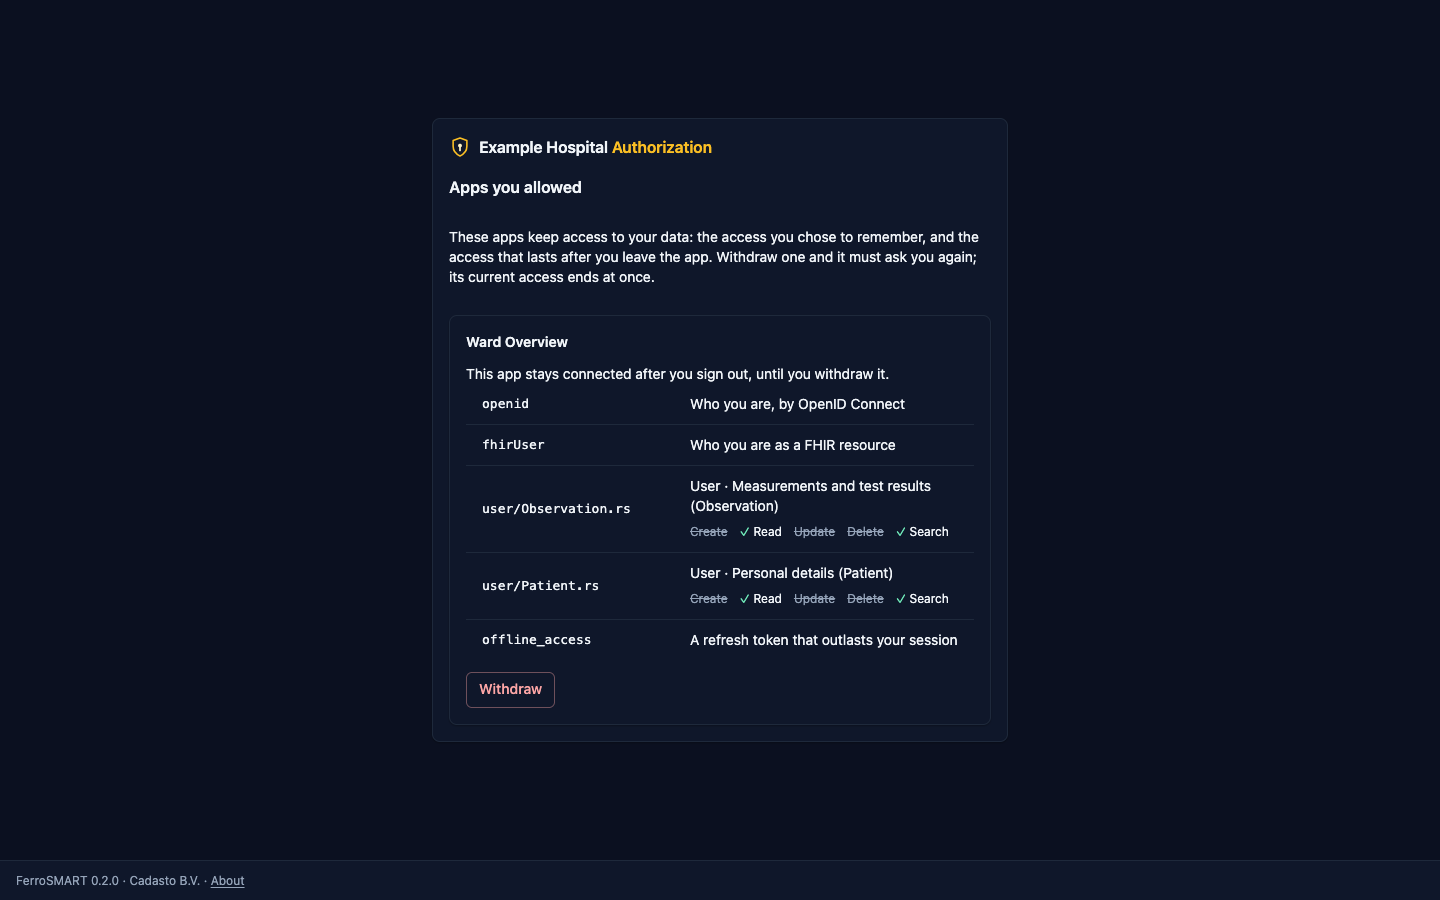 Example Hospital Authorization
Apps you allowed
These apps keep access to your data: the access you chose to remember, and the
access that lasts after you leave the app. Withdraw one and it must ask you again;
its current access ends at once.
Ward Overview
This app stays connected after you sign out, until you withdraw it.
openid Who you are, by OpenID Connect
fhirUser Who you are as a FHIR resource
user/Observation.rs User · Measurements and test results
(Observation)
Create ✓ Read Update Delete ✓ Search
user/Patient.rs User · Personal details (Patient)
Create ✓ Read Update Delete ✓ Search
offline_access A refresh token that outlasts your session
Withdraw
FerroSMART 0.2.0 · Cadasto B.V. · About